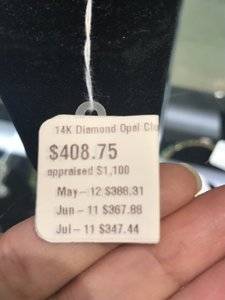 14K Diamond Opal Clu
$408.75
appraised $1,100
May – 12 $388.31
Jun – 11 $367.88
Jul – 11 $347.44